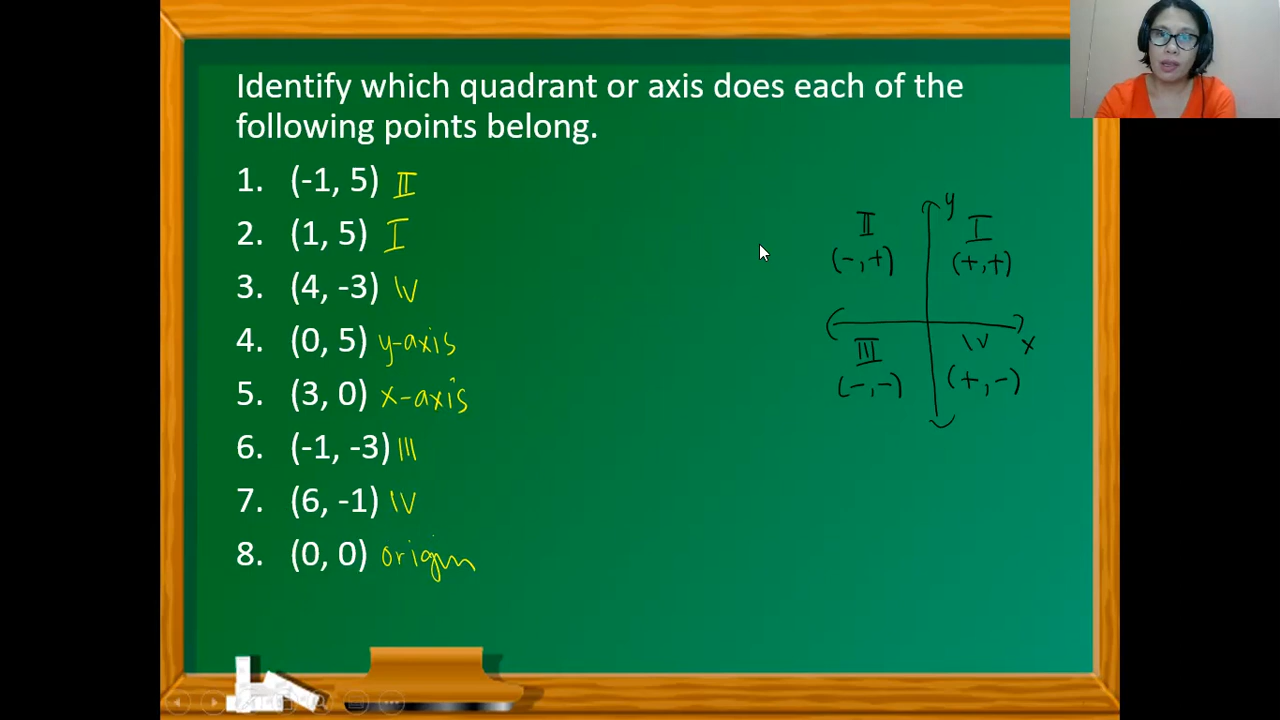 Identify which quadrant or axis does each of the
following points belong.
1. (-1, 5) II
2. (1, 5) I
3. (4, -3) IV
4. (0, 5) y-axis
5. (3, 0) x-axis
6. (-1, -3) III
7. (6, -1) IV
8. (0, 0) origin
y
II I
(-,+) (+,+)
III IV x
(-,-) (+,-)